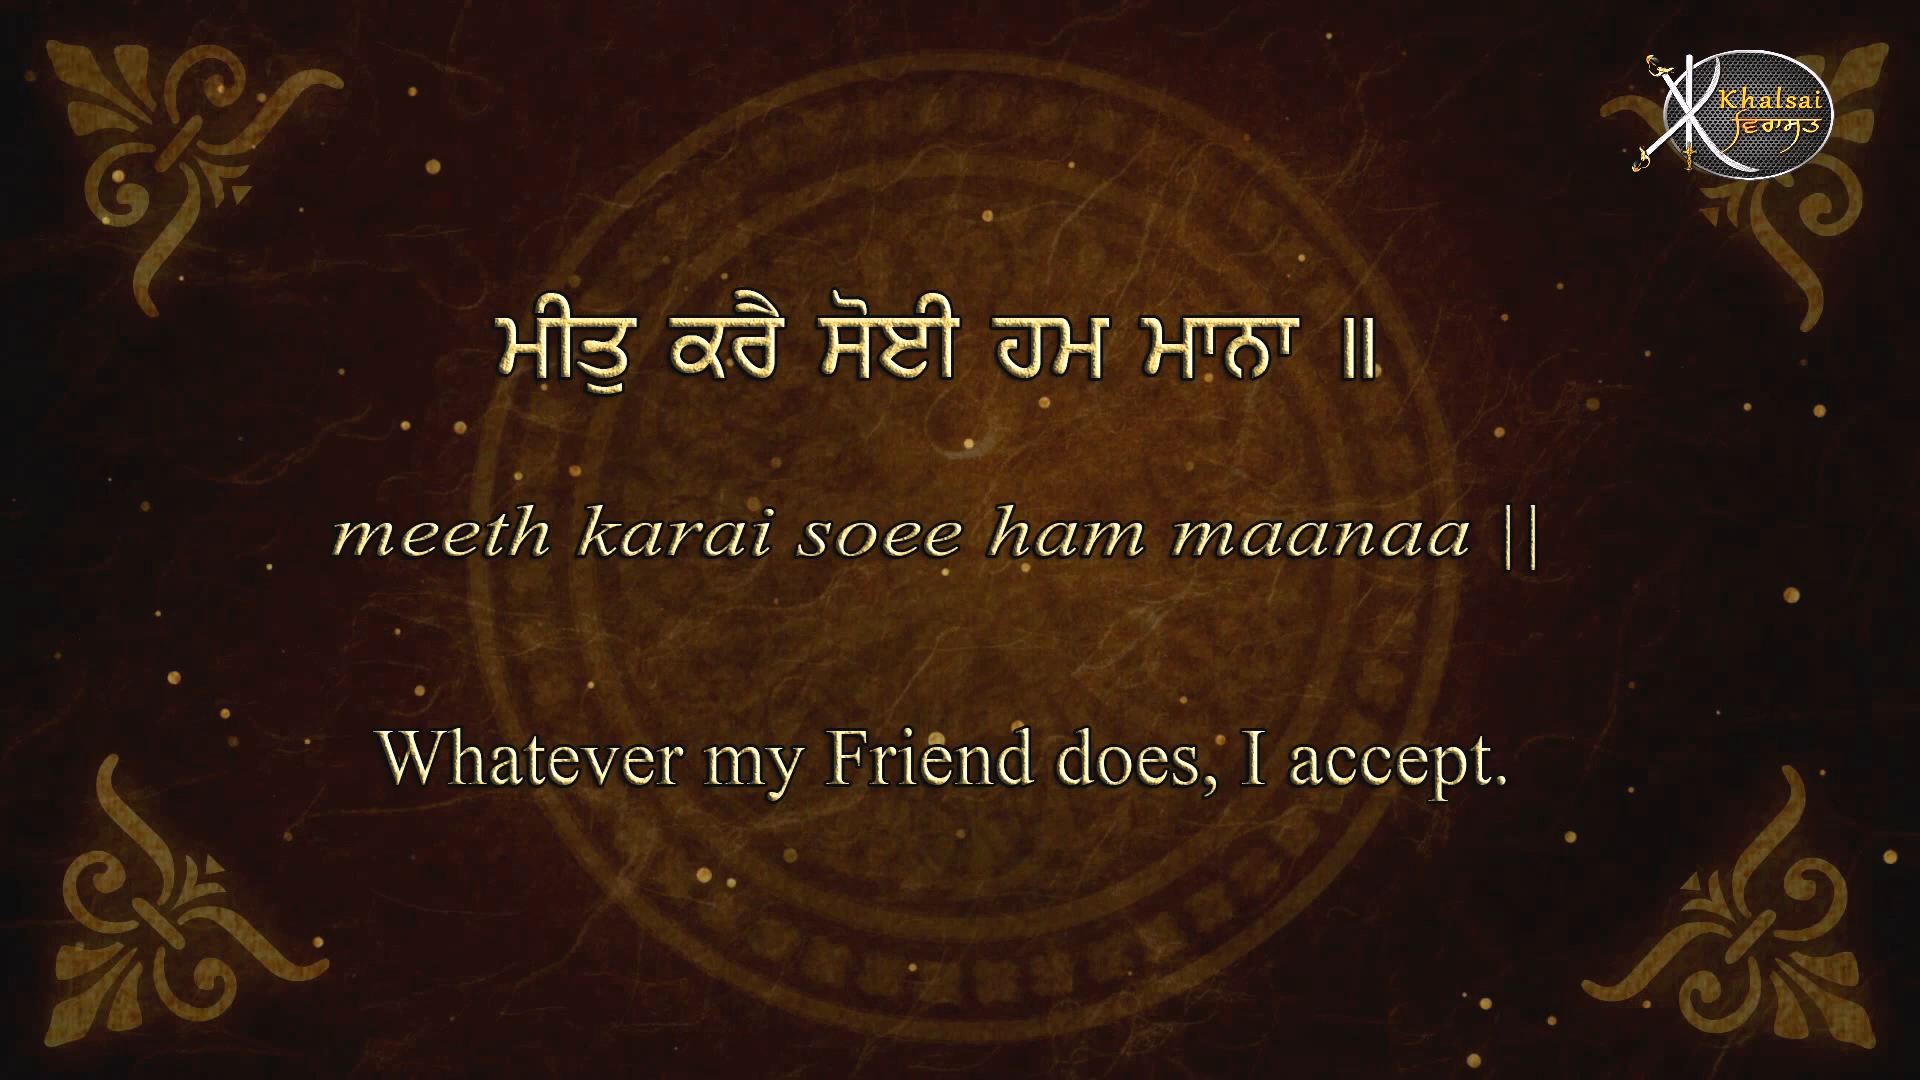 Khalsai
ਵਿਰਾਸਤ
ਮੀਤੁ ਕਰੈ ਸੋਈ ਹਮ ਮਾਨਾ ॥
meeth karai soee ham maanaa ||
Whatever my Friend does, I accept.